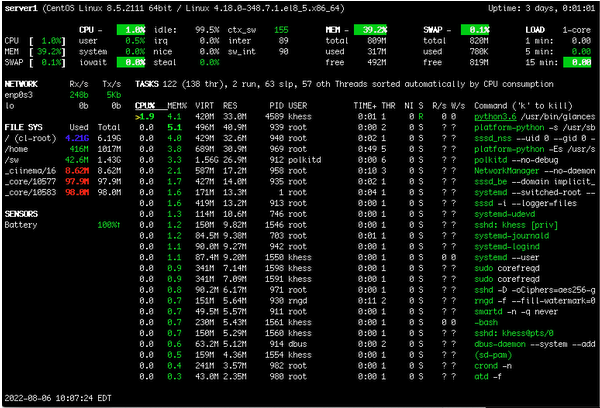 server1 (CentOS Linux 8.5.2111 64bit / Linux 4.18.0-348.7.1.el8_5.x86_64) Uptime: 3 days, 0:01:01
CPU - 1.0% idle: 99.5% ctx_sw 155 MEM - 39.2% SWAP - 0.1% LOAD 1-core
CPU [ 1.0%] user 0.5% irq 0.0% inter 89 total 809M total 820M 1 min: 0.00
MEM [ 39.2%] system 0.0% nice 0.0% sw_int 90 used 317M used 780K 5 min: 0.00
SWAP [ 0.1%] iowait 0.0% steal 0.0% free 492M free 819M 15 min: 0.00
NETWORK Rx/s Tx/s TASKS 122 (138 thr), 2 run, 63 slp, 57 oth Threads sorted automatically by CPU consumption
enp0s3 248b 5Kb
lo 0b 0b CPU% MEM% VIRT RES PID USER TIME+ THR NI S R/s W/s Command ('k' to kill)
>1.9 4.1 420M 33.0M 4589 khess 0:01 1 0 R 0 0 python3.6 /usr/bin/glances
FILE SYS Used Total 0.0 5.1 496M 40.9M 939 root 0:00 2 0 S ? ? platform-python -s /usr/sb
/ (cl-root) 4.21G 6.19G 0.0 4.0 429M 32.6M 940 root 0:00 1 0 S ? ? sssd_nss --uid 0 --gid 0 -
/home 416M 1017M 0.0 3.8 689M 30.9M 969 root 0:49 5 0 S ? ? platform-python -Es /usr/s
/sw 42.6M 1.43G 0.0 3.3 1.56G 26.9M 912 polkitd 0:00 6 0 S ? ? polkitd --no-debug
_ciinema/16 8.62M 8.62M 0.0 2.1 587M 17.2M 958 root 0:10 3 0 S ? ? NetworkManager --no-daemon
_core/10577 97.9M 97.9M 0.0 1.7 427M 14.0M 935 root 0:02 1 0 S ? ? sssd_be --domain implicit_
_core/10583 98.0M 98.0M 0.0 1.6 171M 13.3M 1 root 0:04 1 0 S ? ? systemd --switched-root --
0.0 1.6 419M 13.2M 913 root 0:00 1 0 S ? ? sssd -i --logger=files
SENSORS 0.0 1.3 114M 10.6M 746 root 0:00 1 0 S ? ? systemd-udevd
Battery 100%↑ 0.0 1.2 150M 9.82M 1546 root 0:00 1 0 S ? ? sshd: khess [priv]
0.0 1.2 84.5M 9.38M 703 root 0:01 1 0 S ? ? systemd-journald
0.0 1.1 90.0M 9.27M 942 root 0:00 1 0 S ? ? systemd-logind
0.0 1.1 87.4M 9.20M 1550 khess 0:00 1 0 S 0 0 systemd --user
0.0 0.9 341M 7.14M 1598 khess 0:00 1 0 S ? ? sudo corefreqd
0.0 0.9 341M 7.09M 1591 khess 0:00 1 0 S ? ? sudo corefreqd
0.0 0.8 90.2M 6.17M 971 root 0:00 1 0 S ? ? sshd -D -oCiphers=aes256-g
0.0 0.7 151M 5.64M 930 rngd 0:11 2 0 S ? ? rngd -f --fill-watermark=0
0.0 0.7 49.5M 5.57M 911 root 0:00 1 0 S ? ? smartd -n -q never
0.0 0.7 230M 5.43M 1561 khess 0:00 1 0 S 0 0 -bash
0.0 0.7 150M 5.29M 1560 khess 0:00 1 0 S ? ? sshd: khess@pts/0
0.0 0.6 63.2M 5.12M 914 dbus 0:00 2 0 S ? ? dbus-daemon --system --add
0.0 0.5 159M 4.36M 1554 khess 0:00 1 0 S ? ? (sd-pam)
0.0 0.4 241M 3.57M 982 root 0:00 1 0 S ? ? crond -n
0.0 0.3 43.0M 2.35M 980 root 0:00 1 0 S ? ? atd -f
2022-08-06 10:07:24 EDT